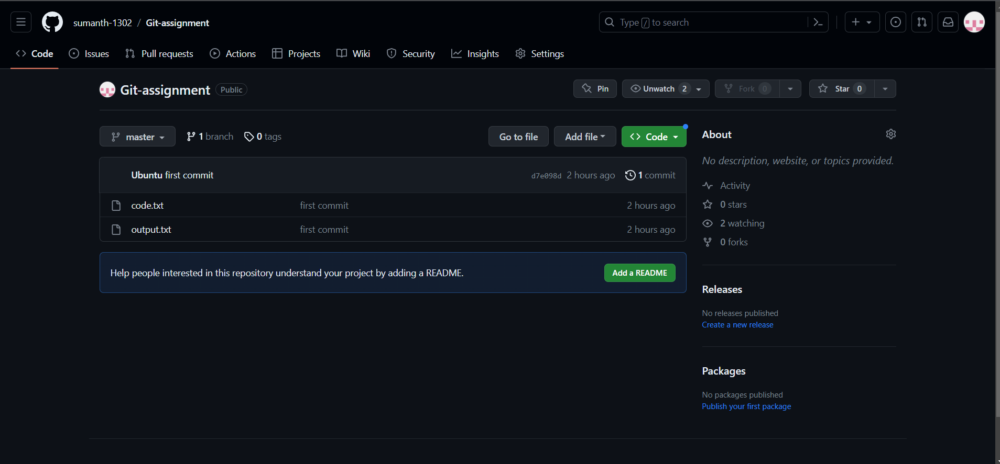 sumanth-1302 / Git-assignment
Type / to search
Code Issues Pull requests Actions Projects Wiki Security Insights Settings
Git-assignment Public
Pin Unwatch 2 Fork 0 Star 0
master 1 branch 0 tags Go to file Add file Code
Ubuntu first commit d7e098d 2 hours ago 1 commit
code.txt first commit 2 hours ago
output.txt first commit 2 hours ago
Help people interested in this repository understand your project by adding a README. Add a README
About
No description, website, or topics provided.
Activity
0 stars
2 watching
0 forks
Releases
No releases published
Create a new release
Packages
No packages published
Publish your first package